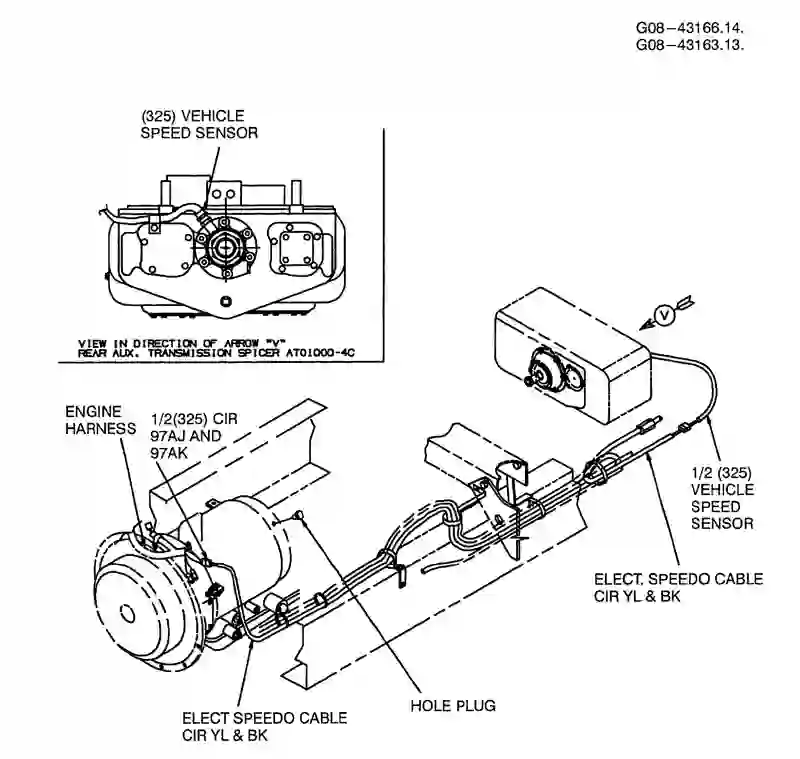 G08-43166.14.
G08-43163.13.
(325) VEHICLE
SPEED SENSOR
VIEW IN DIRECTION OF ARROW "V"
REAR AUX. TRANSMISSION SPICER AT01000-4C
V
ENGINE
HARNESS
1/2(325) CIR
97AJ AND
97AK
1/2 (325)
VEHICLE
SPEED
SENSOR
ELECT. SPEEDO CABLE
CIR YL & BK
HOLE PLUG
ELECT SPEEDO CABLE
CIR YL & BK